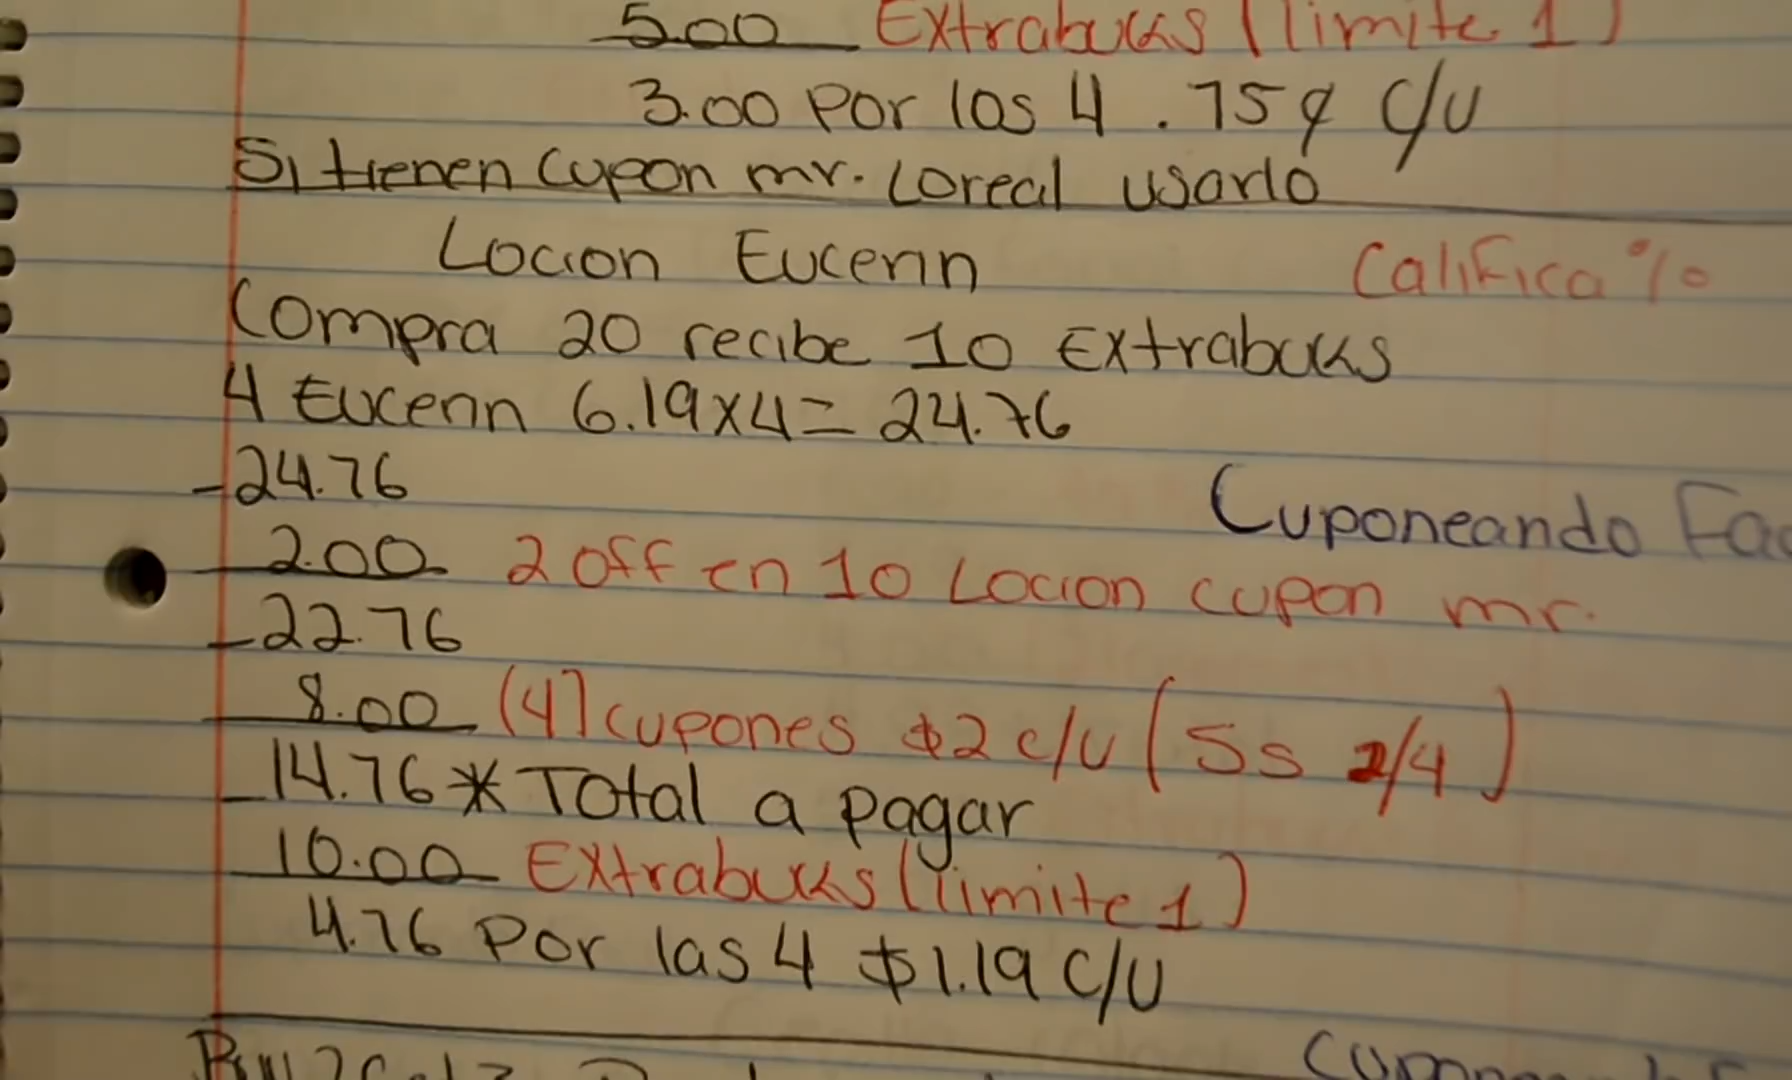 5.00 Extrabucks (limite 1)
3.00 Por los 4 . 75¢ c/u
Si tienen cupon mr. Loreal usarlo
Locion Eucerin
Califica %
Compra 20 recibe 10 Extrabucks
4 Eucerin 6.19x4= 24.76
-24.76
Cuponeando
2.00 2 off en 10 Locion cupon mr.
-22.76
8.00 (4) cupones $2 c/u (Ss 2/4)
-14.76 * Total a pagar
10.00 Extrabucks (limite 1)
4.76 Por las 4 $1.19 c/u